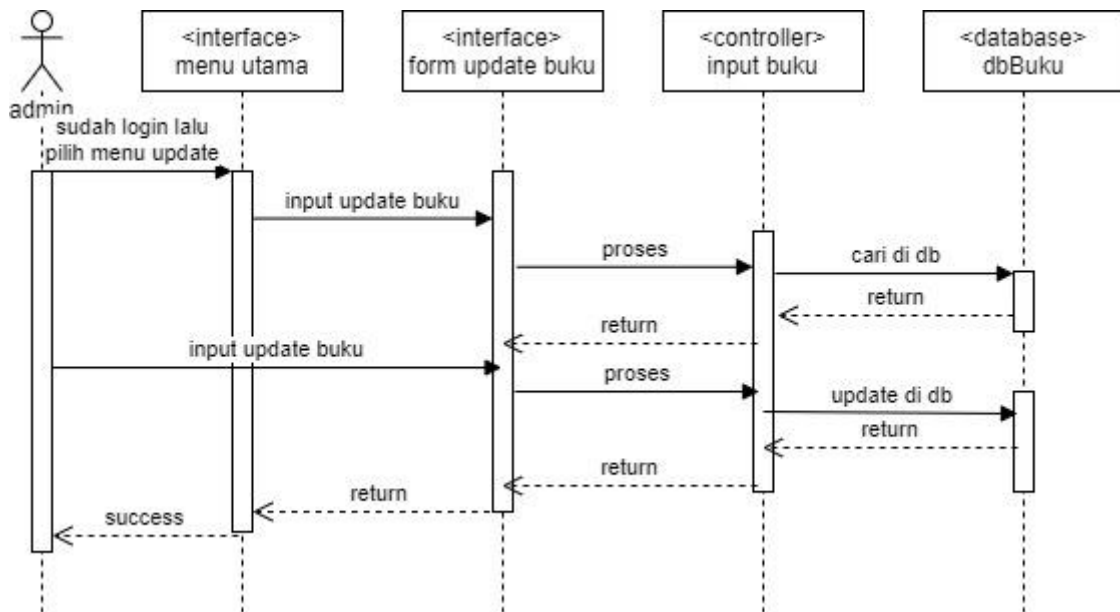 <interface>
menu utama
<interface>
form update buku
<controller>
input buku
<database>
dbBuku
admin
sudah login lalu
pilih menu update
input update buku
proses
cari di db
return
return
input update buku
proses
update di db
return
return
return
success